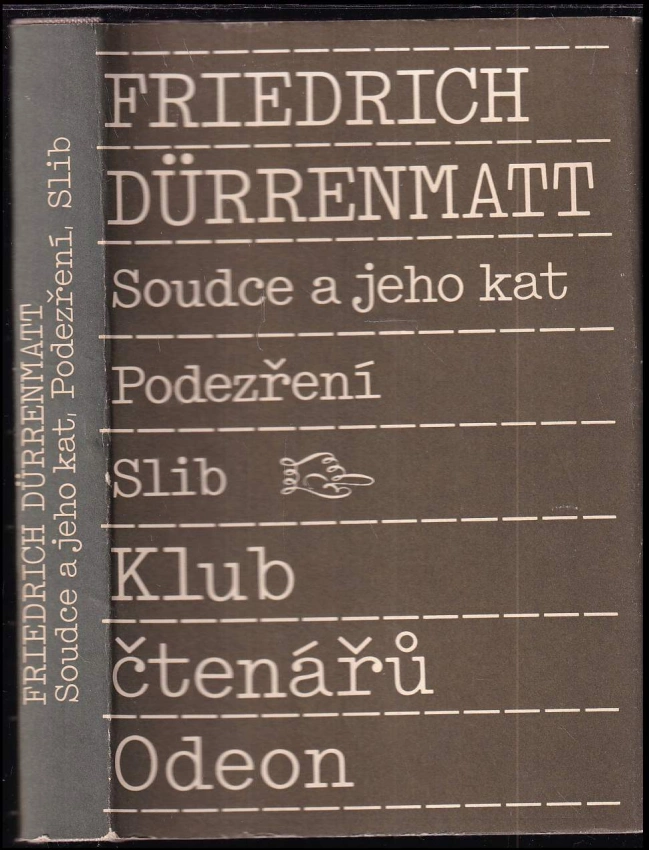 FRIEDRICH DÜRRENMATT
Soudce a jeho kat, Podezření, Slib
FRIEDRICH
DÜRRENMATT
Soudce a jeho kat
Podezření
Slib
Klub
čtenářů
Odeon